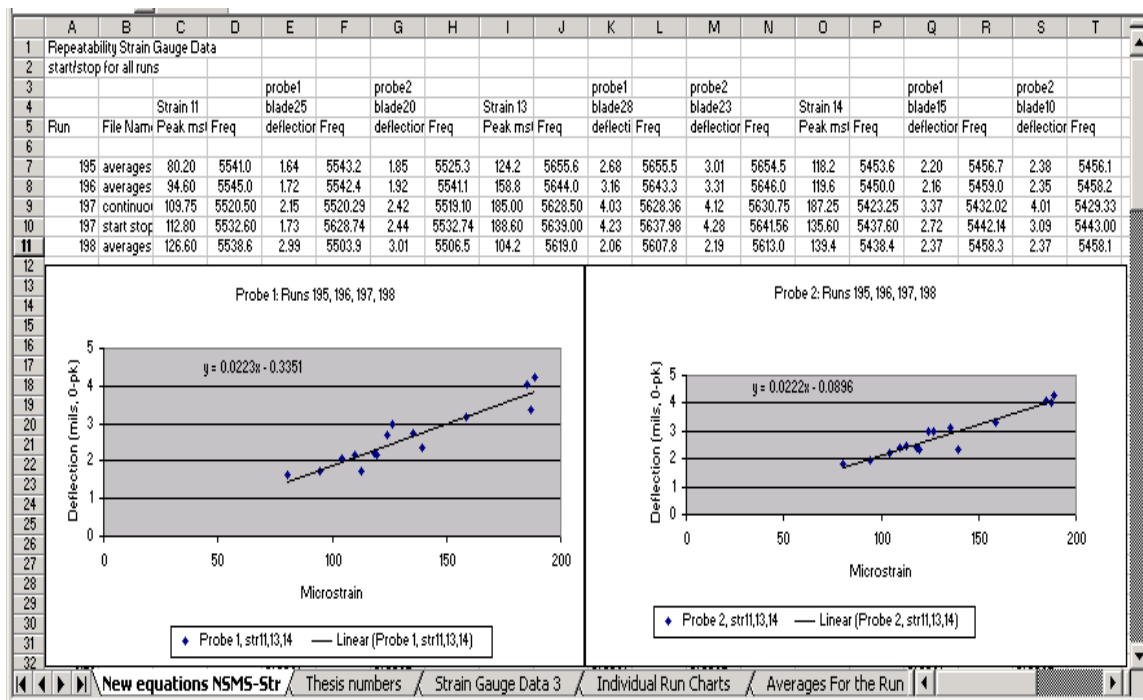 A B C D E F G H I J K L M N O P Q R S T
1 Repeatability Strain Gauge Data
2 start/stop for all runs
3 probe1 probe2 probe1 probe2 probe1 probe2
4 Strain 11 blade25 blade20 Strain 13 blade28 blade23 Strain 14 blade15 blade10
5 Run File Nam Peak mst Freq deflection Freq deflection Freq Peak mst Freq deflecti Freq deflection Freq Peak mst Freq deflection Freq deflection Freq
6
7 195 averages 80.20 5541.0 1.64 5543.2 1.85 5525.3 124.2 5655.6 2.68 5655.5 3.01 5654.5 118.2 5453.6 2.20 5456.7 2.38 5456.1
8 196 averages 94.60 5545.0 1.72 5542.4 1.92 5541.1 158.8 5644.0 3.16 5643.3 3.31 5646.0 119.6 5450.0 2.16 5459.0 2.35 5458.2
9 197 continuou 109.75 5520.50 2.15 5520.29 2.42 5519.10 185.00 5628.50 4.03 5628.36 4.12 5630.75 187.25 5423.25 3.37 5432.02 4.01 5429.33
10 197 start stop 112.80 5532.60 1.73 5628.74 2.44 5532.74 188.60 5639.00 4.23 5637.98 4.28 5641.56 135.60 5437.60 2.72 5442.14 3.09 5443.00
11 198 averages 126.60 5538.6 2.99 5503.9 3.01 5506.5 104.2 5619.0 2.06 5607.8 2.19 5613.0 139.4 5438.4 2.37 5458.3 2.37 5458.1
12
13
14
15
16
17
18
19
20
21
22
23
24
25
26
27
28
29
30
31
32
Probe 1: Runs 195, 196, 197, 198
y = 0.0223x - 0.3351
Deflection (mils, 0-pk)
5
4
3
2
1
0
0 50 100 150 200
Microstrain
Probe 1, str11,13,14 Linear (Probe 1, str11,13,14)
Probe 2: Runs 195, 196, 197, 198
y = 0.0222x - 0.0896
Deflection (mils, 0-pk)
5
4
3
2
1
0
0 50 100 150 200
Microstrain
Probe 2, str11,13,14 Linear (Probe 2, str11,13,14)
New equations NSMS-Str Thesis numbers Strain Gauge Data 3 Individual Run Charts Averages For the Run